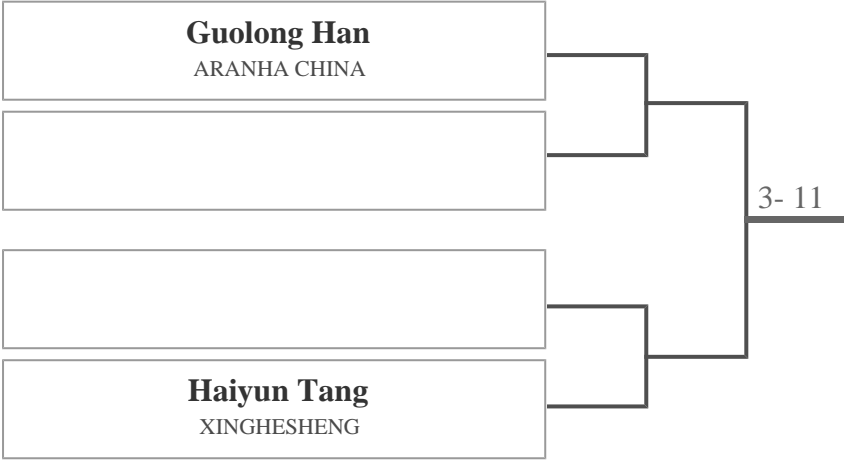 Guolong Han
ARANHA CHINA
3- 11
Haiyun Tang
XINGHESHENG